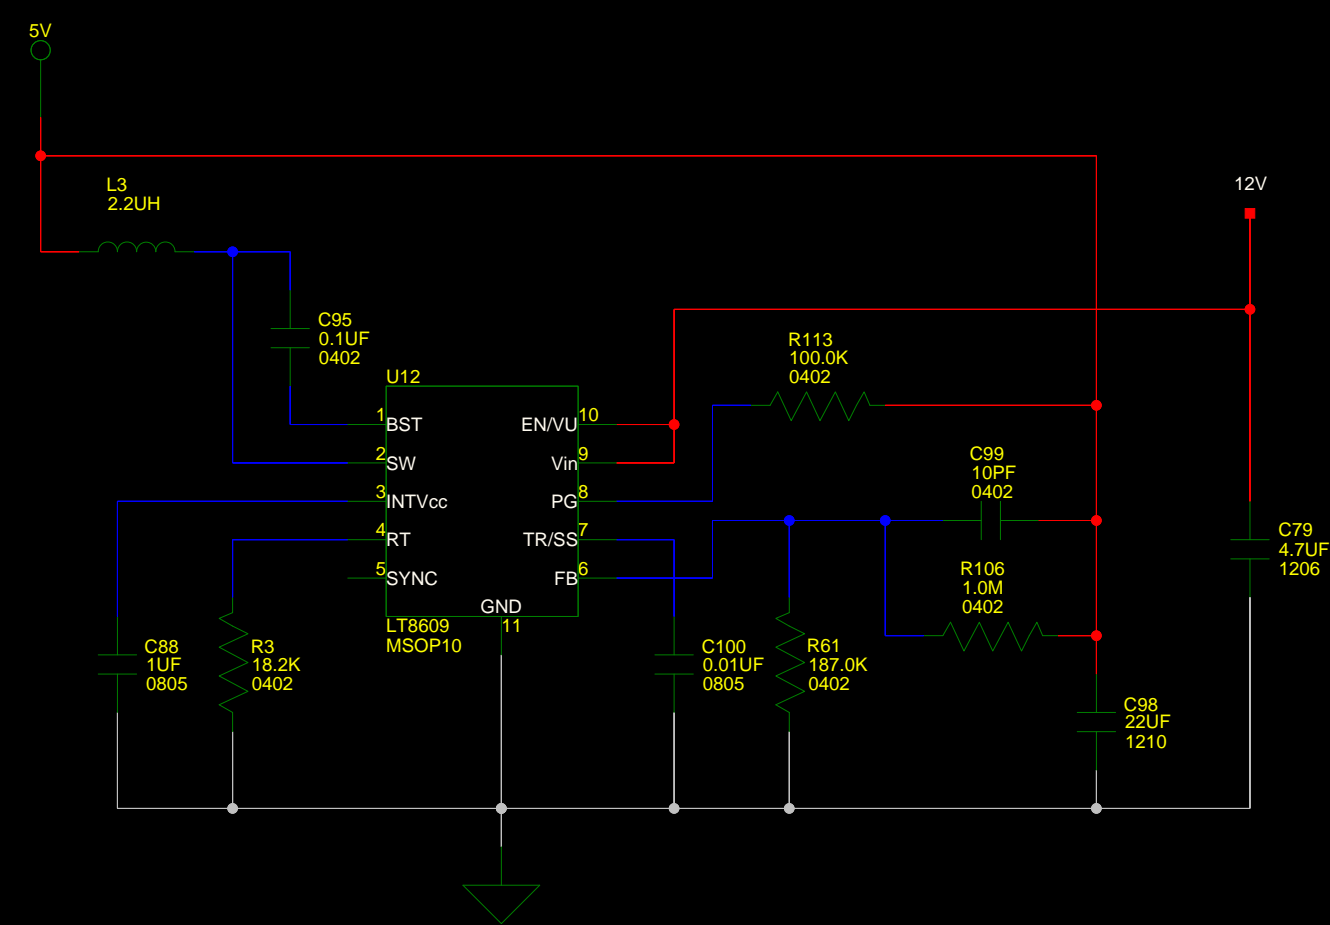 5V
L3
2.2UH
12V
C95
0.1UF
0402
R113
100.0K
0402
U12
1
BST
EN/VU
10
2
SW
Vin
9
3
INTVcc
PG
8
4
RT
TR/SS
7
5
SYNC
FB
6
GND
11
LT8609
MSOP10
C99
10PF
0402
R106
1.0M
0402
C79
4.7UF
1206
C88
1UF
0805
R3
18.2K
0402
C100
0.01UF
0805
R61
187.0K
0402
C98
22UF
1210